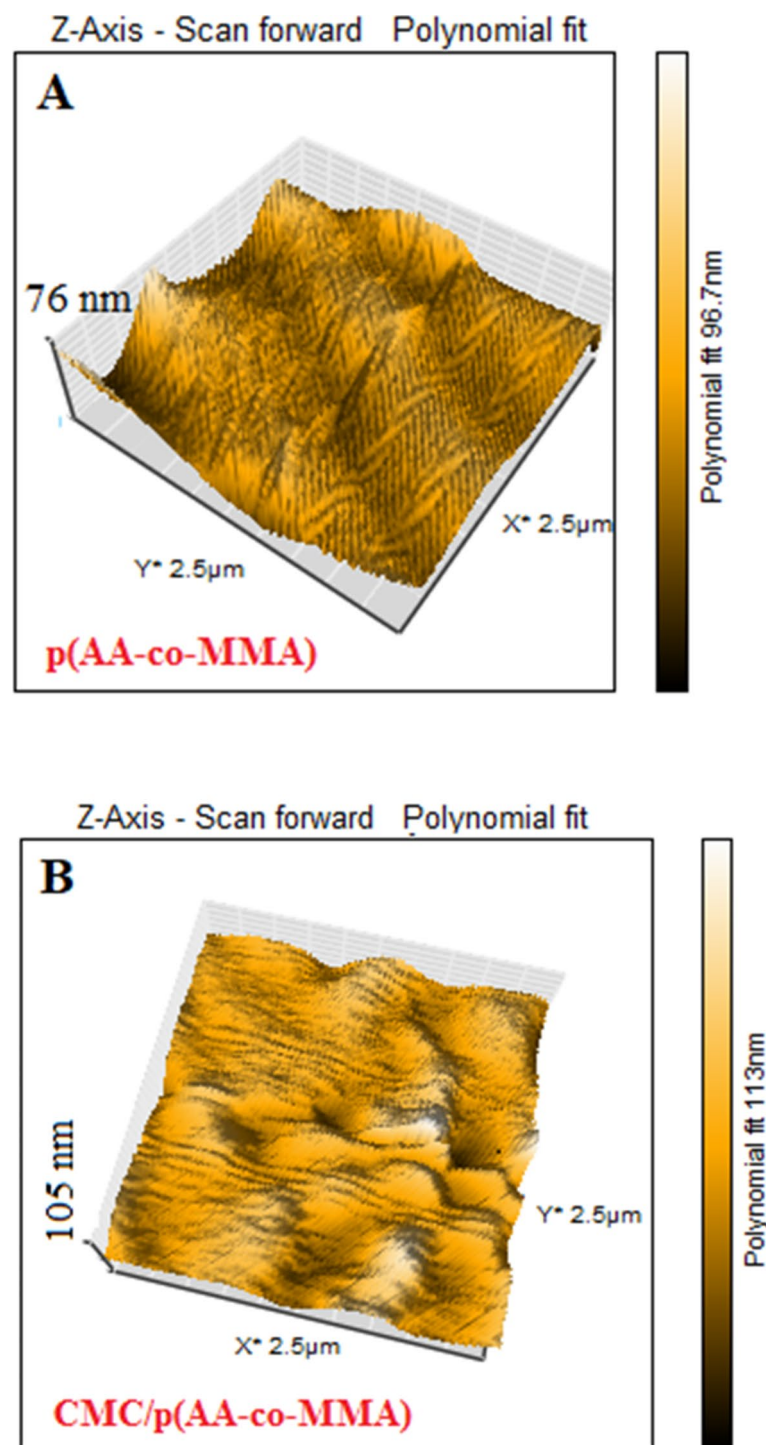 Z-Axis - Scan forward Polynomial fit
A
76 nm
Y* 2.5µm
X* 2.5µm
p(AA-co-MMA)
Polynomial fit 96.7nm
Z-Axis - Scan forward Polynomial fit
B
105 nm
Y* 2.5µm
X* 2.5µm
CMC/p(AA-co-MMA)
Polynomial fit 113nm